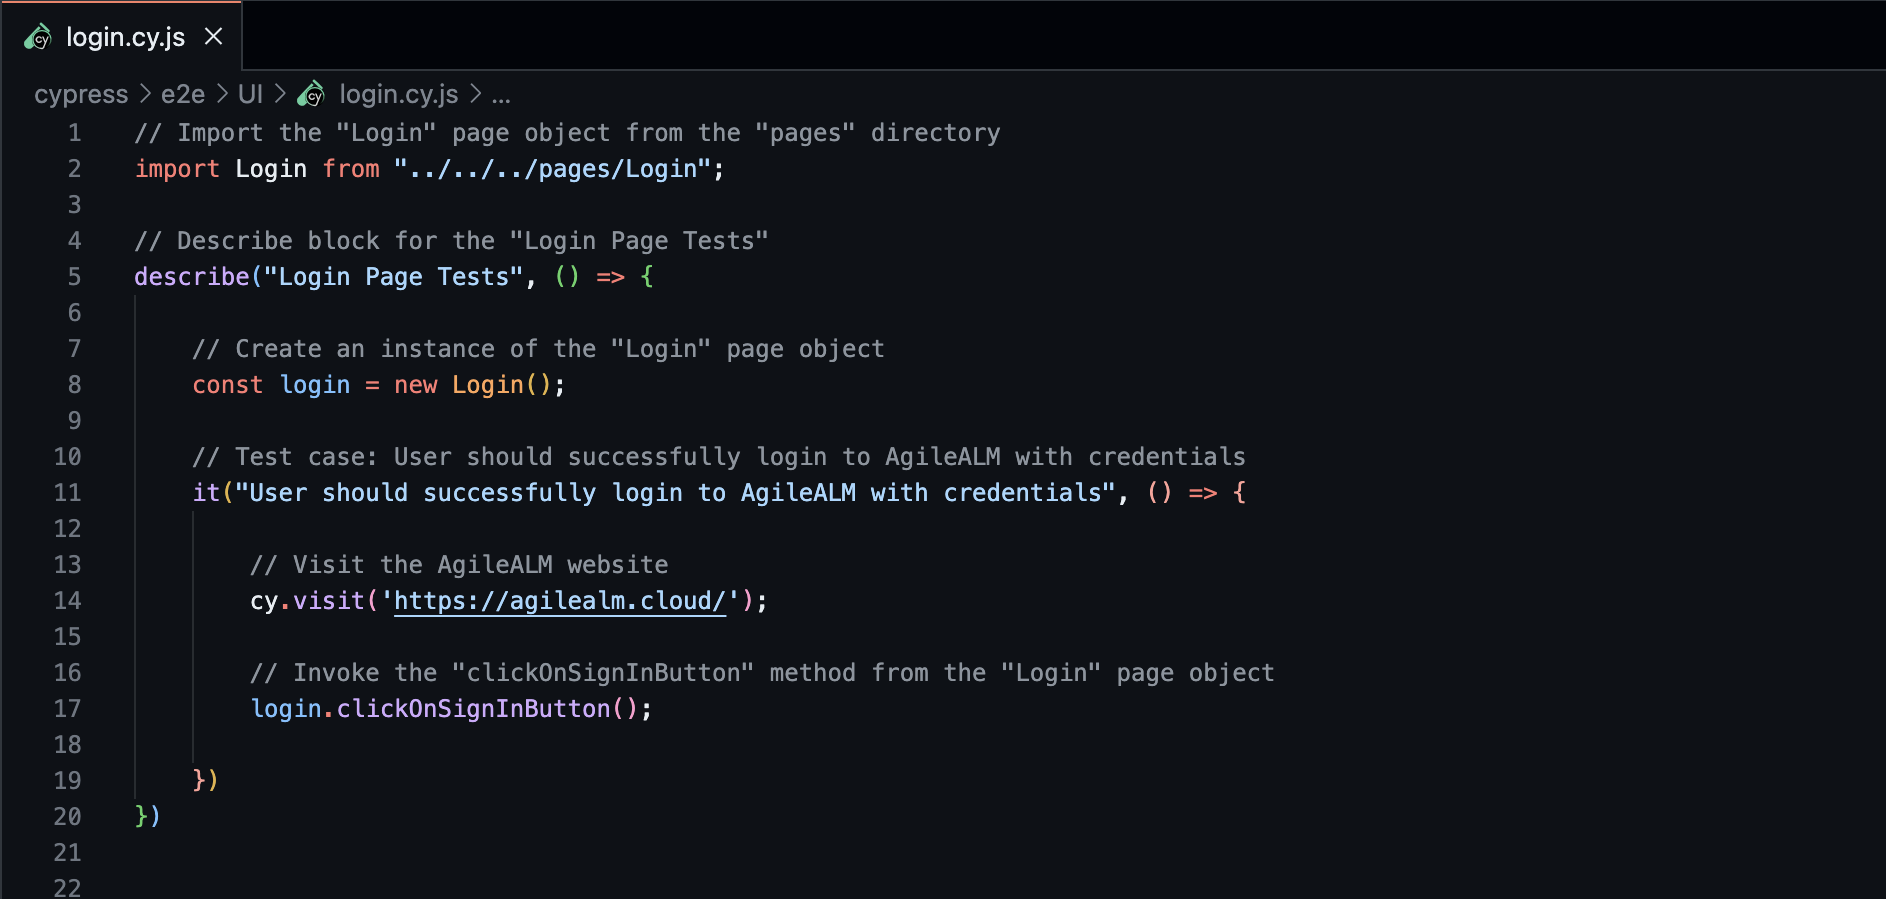 login.cy.js ×
cypress > e2e > UI > cy login.cy.js > ...
1 // Import the "Login" page object from the "pages" directory
2 import Login from "../../../pages/Login";
3
4 // Describe block for the "Login Page Tests"
5 describe("Login Page Tests", () => {
6
7     // Create an instance of the "Login" page object
8     const login = new Login();
9
10     // Test case: User should successfully login to AgileALM with credentials
11     it("User should successfully login to AgileALM with credentials", () => {
12
13         // Visit the AgileALM website
14         cy.visit('https://agilealm.cloud/');
15
16         // Invoke the "clickOnSignInButton" method from the "Login" page object
17         login.clickOnSignInButton();
18
19     })
20 })
21
22